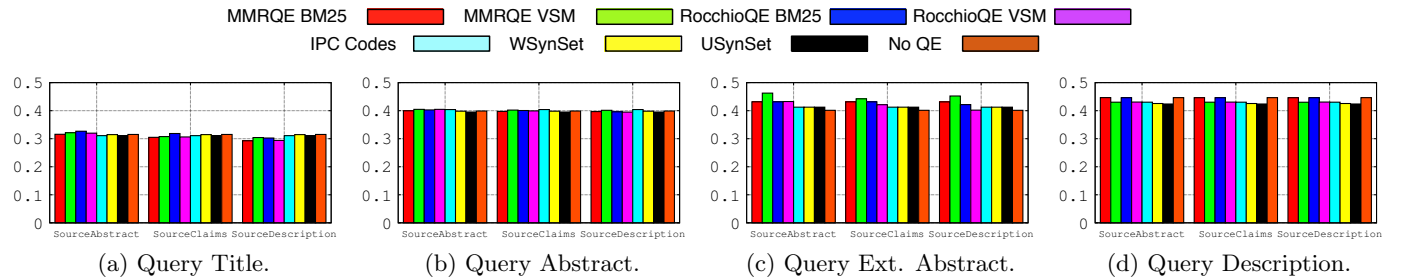 MMRQE BM25 MMRQE VSM RocchioQE BM25 RocchioQE VSM
IPC Codes WSynSet USynSet No QE
0.5 0.5 0.5 0.5
0.4 0.4 0.4 0.4
0.3 0.3 0.3 0.3
0.2 0.2 0.2 0.2
0.1 0.1 0.1 0.1
0 0 0 0
SourceAbstract SourceClaims SourceDescription SourceAbstract SourceClaims SourceDescription SourceAbstract SourceClaims SourceDescription SourceAbstract SourceClaims SourceDescription
(a) Query Title. (b) Query Abstract. (c) Query Ext. Abstract. (d) Query Description.